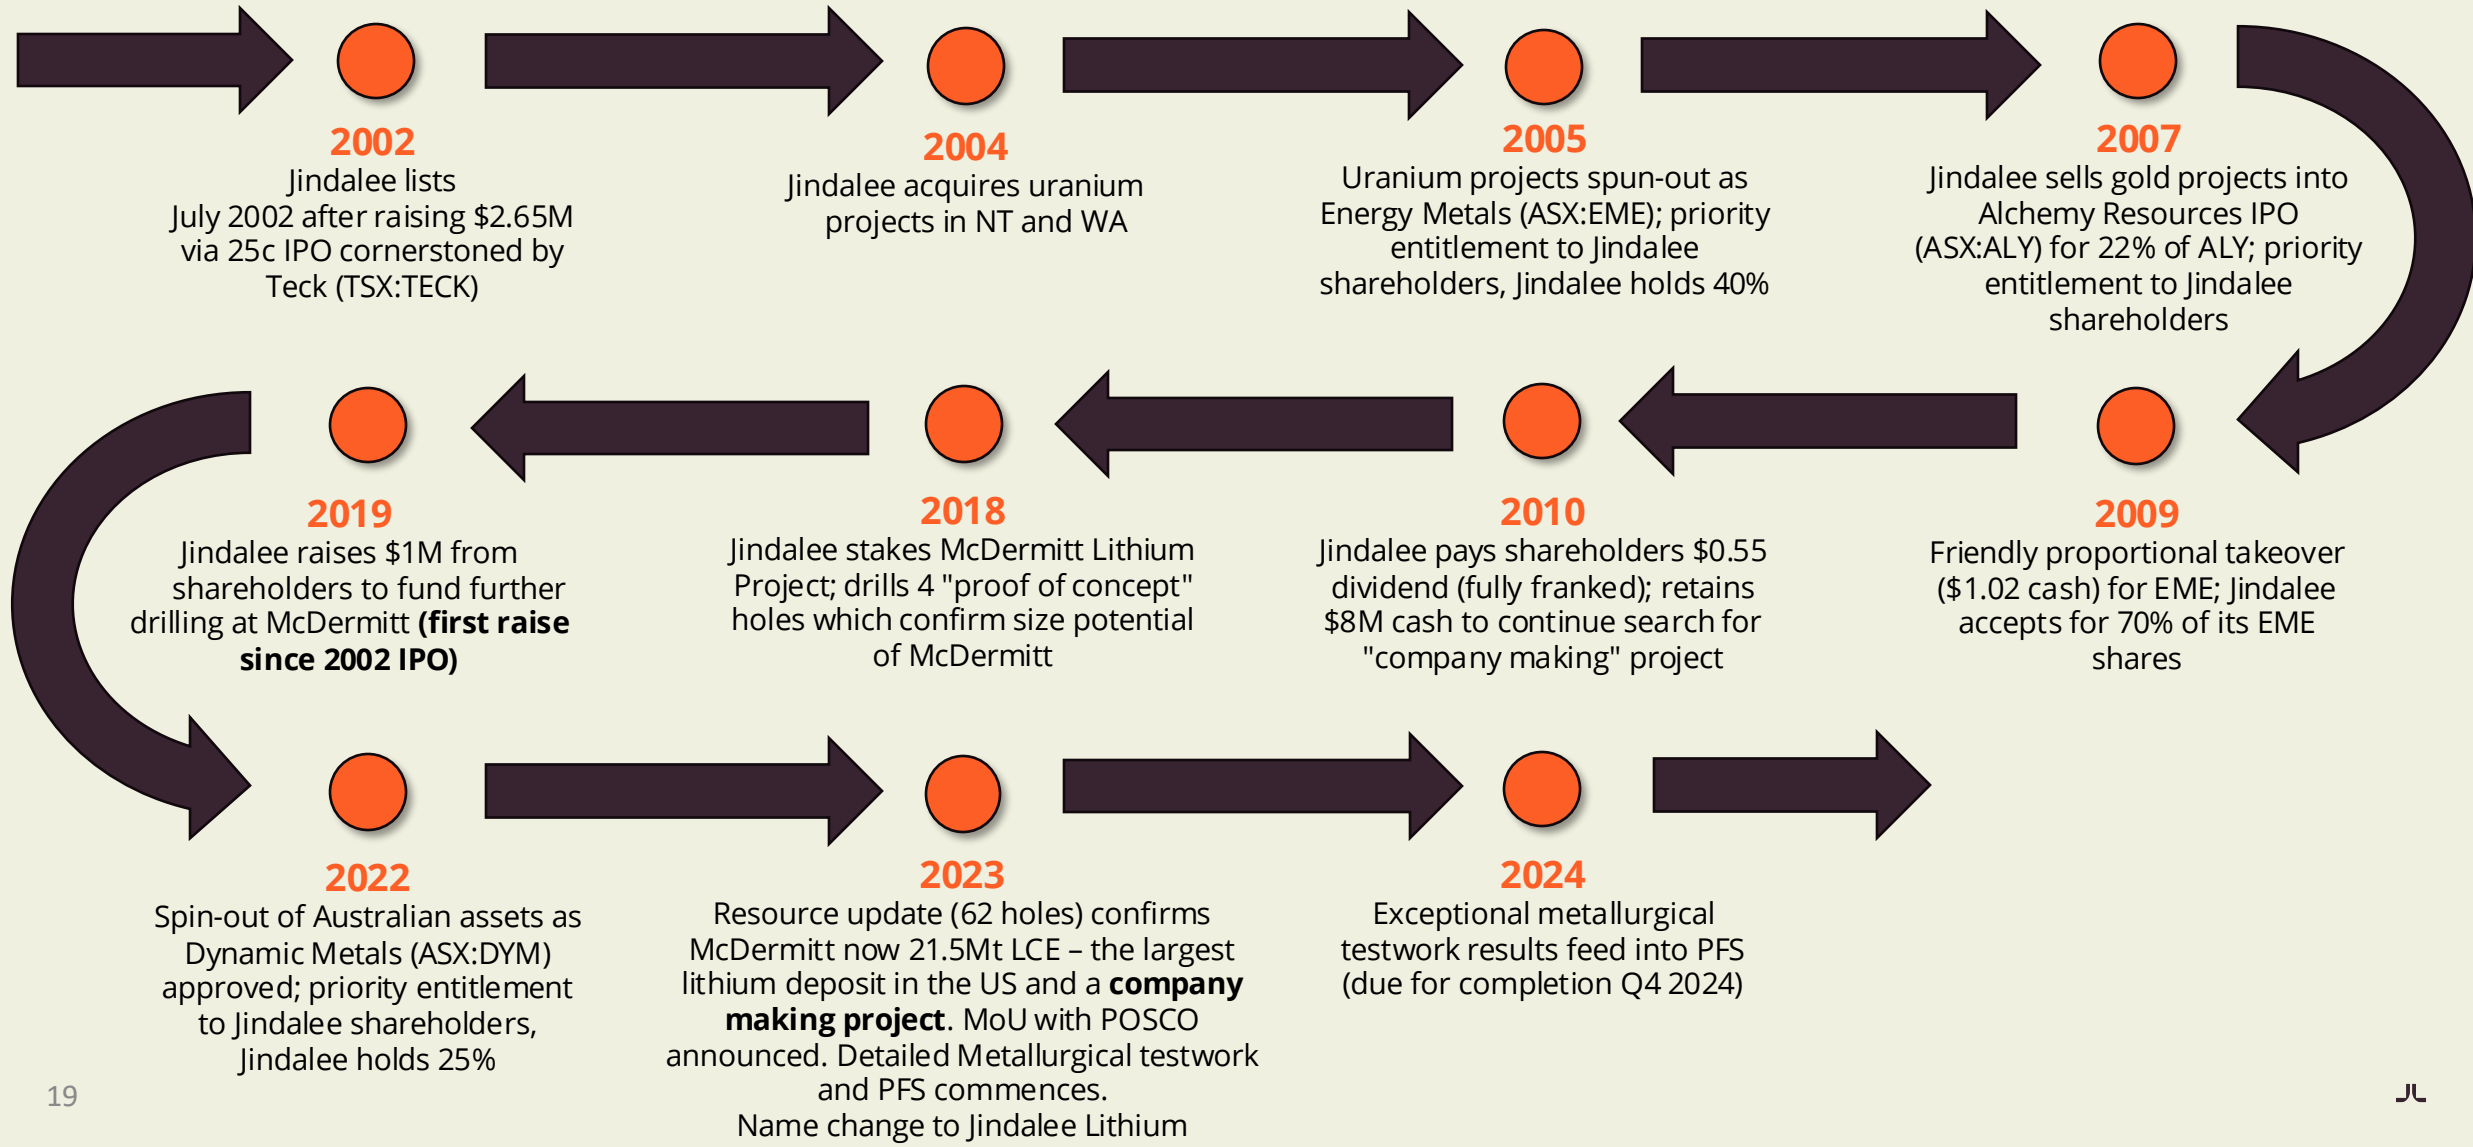 2002
Jindalee lists
July 2002 after raising $2.65M
via 25c IPO cornerstoned by
Teck (TSX:TECK)
2004
Jindalee acquires uranium
projects in NT and WA
2005
Uranium projects spun-out as
Energy Metals (ASX:EME); priority
entitlement to Jindalee
shareholders, Jindalee holds 40%
2007
Jindalee sells gold projects into
Alchemy Resources IPO
(ASX:ALY) for 22% of ALY; priority
entitlement to Jindalee
shareholders
2009
Friendly proportional takeover
($1.02 cash) for EME; Jindalee
accepts for 70% of its EME
shares
2010
Jindalee pays shareholders $0.55
dividend (fully franked); retains
$8M cash to continue search for
"company making" project
2018
Jindalee stakes McDermitt Lithium
Project; drills 4 "proof of concept"
holes which confirm size potential
of McDermitt
2019
Jindalee raises $1M from
shareholders to fund further
drilling at McDermitt (first raise
since 2002 IPO)
2022
Spin-out of Australian assets as
Dynamic Metals (ASX:DYM)
approved; priority entitlement
to Jindalee shareholders,
Jindalee holds 25%
2023
Resource update (62 holes) confirms
McDermitt now 21.5Mt LCE – the largest
lithium deposit in the US and a company
making project. MoU with POSCO
announced. Detailed Metallurgical testwork
and PFS commences.
Name change to Jindalee Lithium
2024
Exceptional metallurgical
testwork results feed into PFS
(due for completion Q4 2024)
19